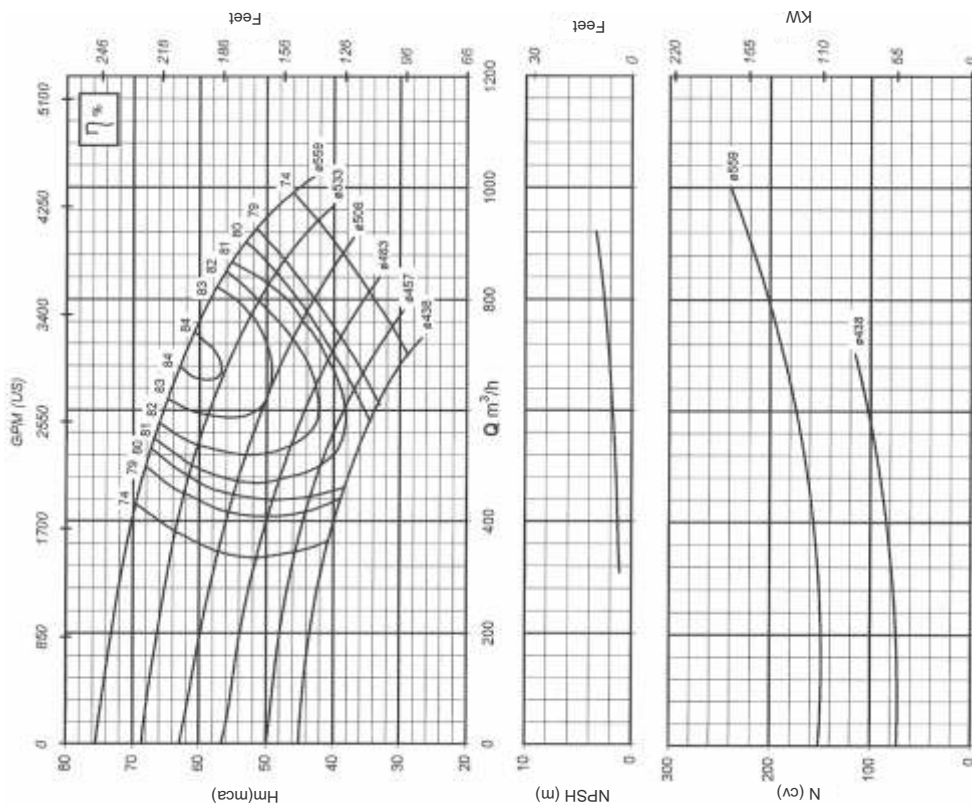 GPM (US)
0 850 1700 2550 3400 4250 5100
η %
Hm(mca)
80
70
60
50
40
30
20
Feet
246
216
186
156
126
96
66
74 79 80 81 82 83 84 84 83 82 81 80 79 74
ø559
ø533
ø508
ø483
ø457
ø438
0 200 400 Q m³/h 800 1000 1200
NPSH (m)
10
0
Feet
30
0
N (cv)
300
200
100
0
KW
220
165
110
55
0
ø559
ø438